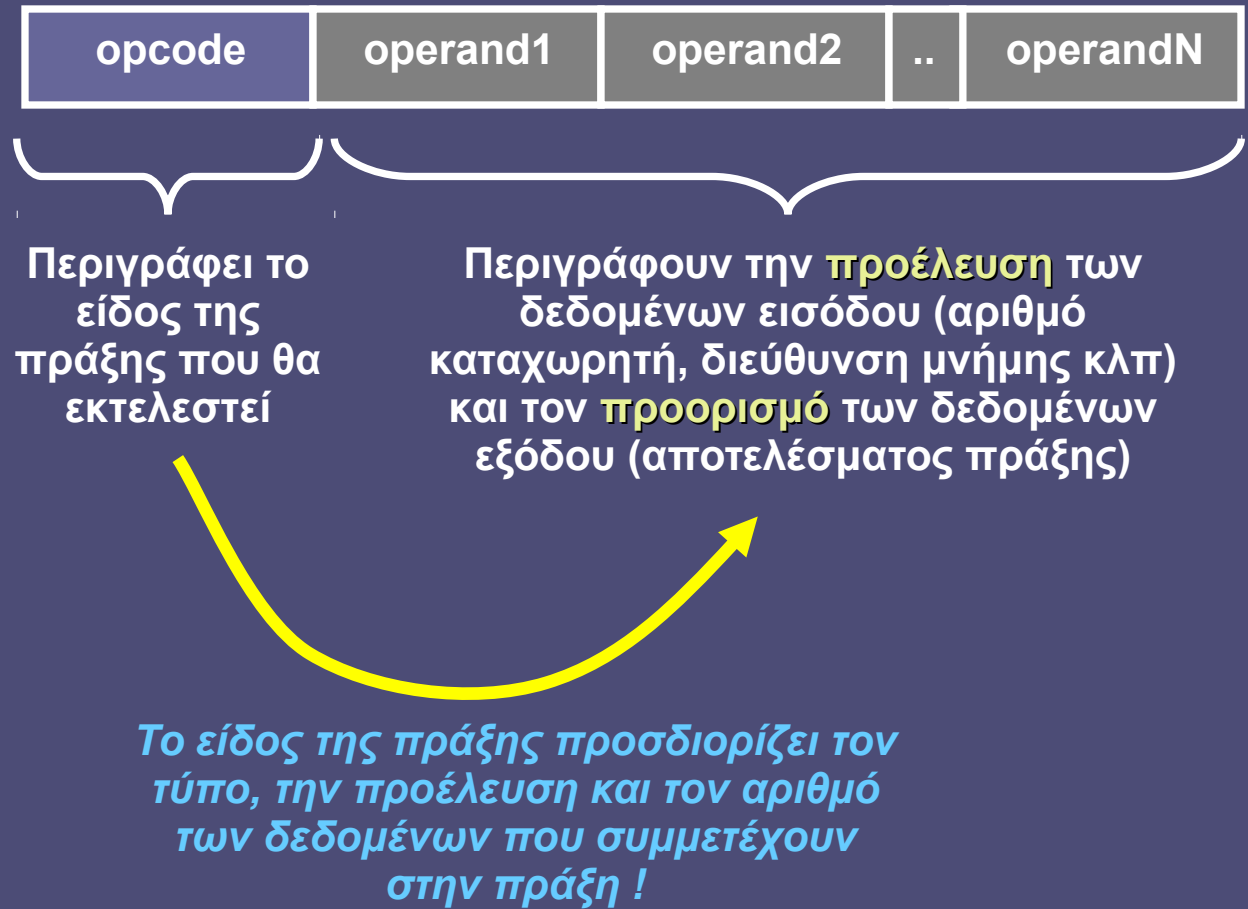 opcode operand1 operand2 .. operandN
Περιγράφει το
είδος της
πράξης που θα
εκτελεστεί
Περιγράφουν την προέλευση των
δεδομένων εισόδου (αριθμό
καταχωρητή, διεύθυνση μνήμης κλπ)
και τον προορισμό των δεδομένων
εξόδου (αποτελέσματος πράξης)
Το είδος της πράξης προσδιορίζει τον
τύπο, την προέλευση και τον αριθμό
των δεδομένων που συμμετέχουν
στην πράξη !